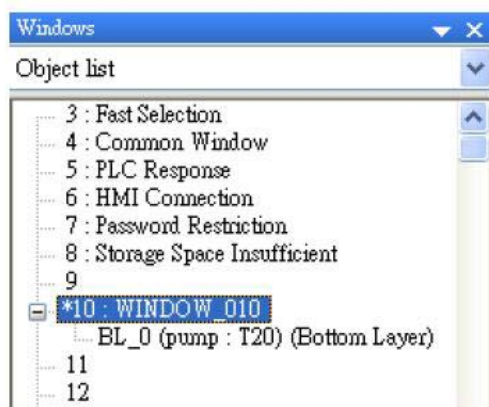 Windows
Object list
3 : Fast Selection
4 : Common Window
5 : PLC Response
6 : HMI Connection
7 : Password Restriction
8 : Storage Space Insufficient
9
*10 : WINDOW_010
BL_0 (pump : T20) (Bottom Layer)
11
12